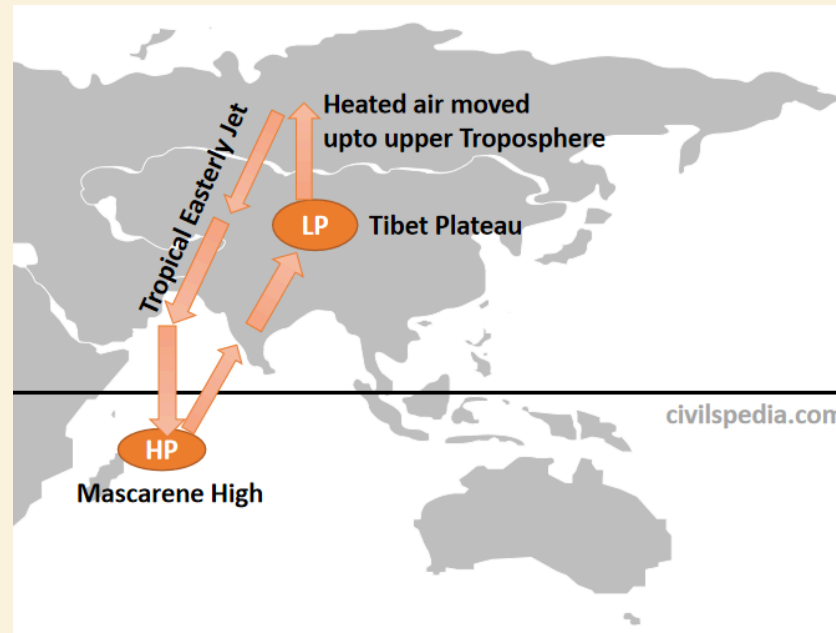 Heated air moved
upto upper Troposphere
Tropical Easterly Jet
LP
Tibet Plateau
civilspedia.com
HP
Mascarene High